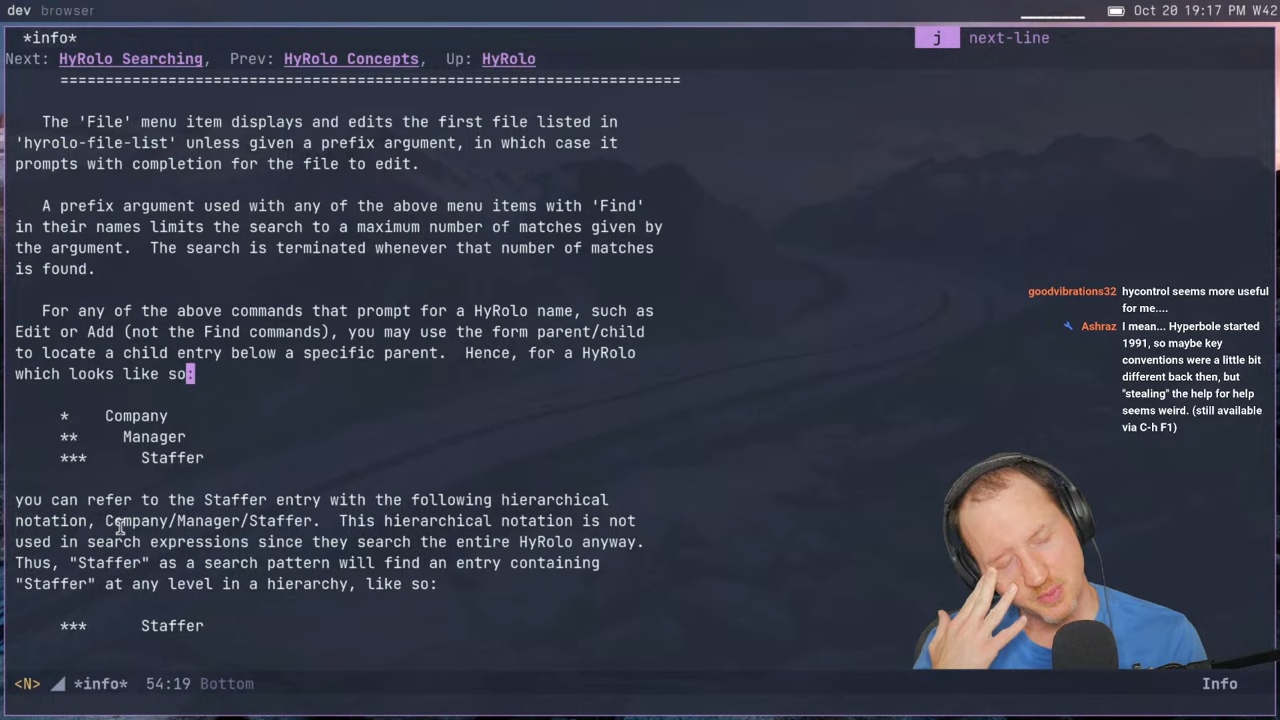 dev browser
Oct 20 19:17 PM W42
*info*
j next-line
Next: HyRolo Searching, Prev: HyRolo Concepts, Up: HyRolo
=====================================================================
The 'File' menu item displays and edits the first file listed in
'hyrolo-file-list' unless given a prefix argument, in which case it
prompts with completion for the file to edit.
A prefix argument used with any of the above menu items with 'Find'
in their names limits the search to a maximum number of matches given by
the argument. The search is terminated whenever that number of matches
is found.
For any of the above commands that prompt for a HyRolo name, such as
Edit or Add (not the Find commands), you may use the form parent/child
to locate a child entry below a specific parent. Hence, for a HyRolo
which looks like so:
* Company
** Manager
*** Staffer
you can refer to the Staffer entry with the following hierarchical
notation, Company/Manager/Staffer. This hierarchical notation is not
used in search expressions since they search the entire HyRolo anyway.
Thus, "Staffer" as a search pattern will find an entry containing
"Staffer" at any level in a hierarchy, like so:
*** Staffer
goodvibrations32 hycontrol seems more useful
for me....
Ashraz I mean... Hyperbole started
1991, so maybe key
conventions were a little bit
different back then, but
"stealing" the help for help
seems weird. (still available
via C-h F1)
<N> *info* 54:19 Bottom
Info